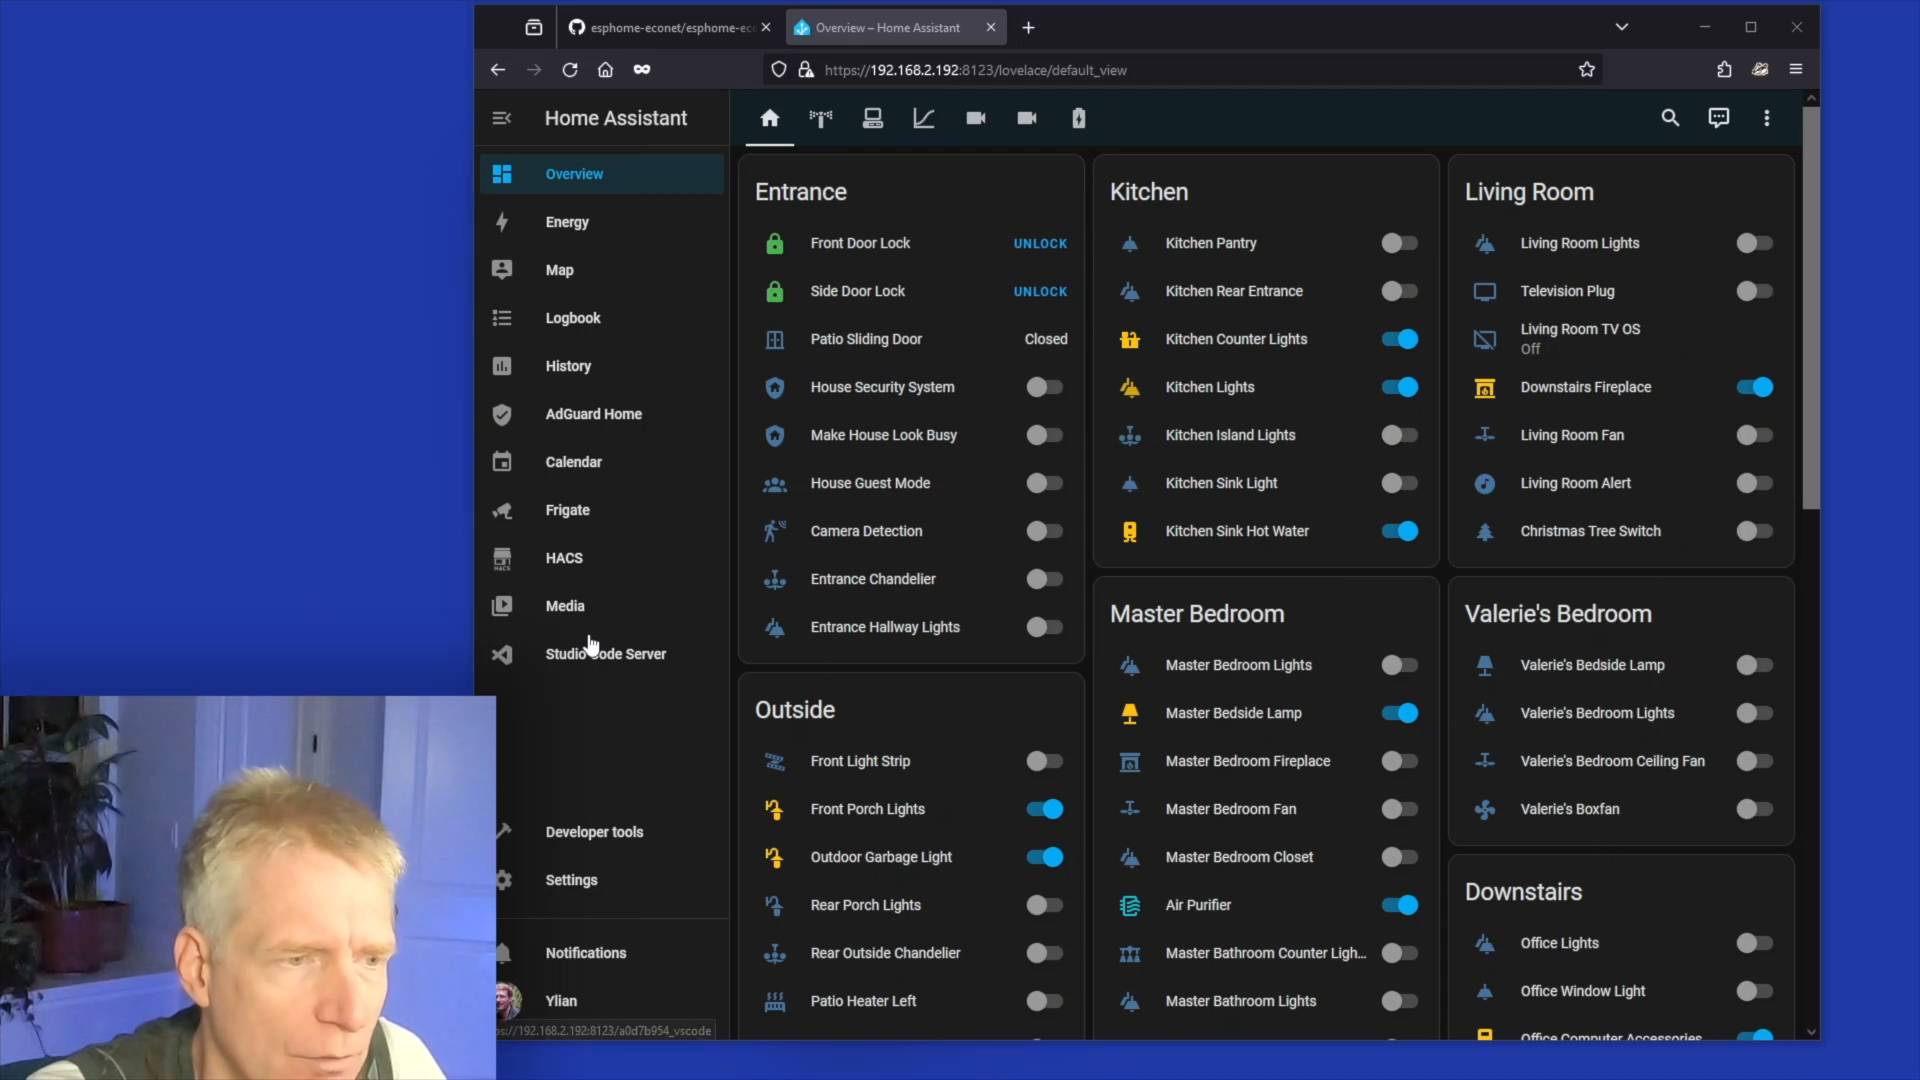 esphome-econet/esphome-ec
Overview – Home Assistant
https://192.168.2.192:8123/lovelace/default_view
Home Assistant
Overview
Energy
Map
Logbook
History
AdGuard Home
Calendar
Frigate
HACS
HACS
Media
Studio Code Server
Developer tools
Settings
Notifications
Ylian
s://192.168.2.192:8123/a0d7b954_vscode
Entrance
Front Door Lock UNLOCK
Side Door Lock UNLOCK
Patio Sliding Door Closed
House Security System
Make House Look Busy
House Guest Mode
Camera Detection
Entrance Chandelier
Entrance Hallway Lights
Outside
Front Light Strip
Front Porch Lights
Outdoor Garbage Light
Rear Porch Lights
Rear Outside Chandelier
Patio Heater Left
Kitchen
Kitchen Pantry
Kitchen Rear Entrance
Kitchen Counter Lights
Kitchen Lights
Kitchen Island Lights
Kitchen Sink Light
Kitchen Sink Hot Water
Master Bedroom
Master Bedroom Lights
Master Bedside Lamp
Master Bedroom Fireplace
Master Bedroom Fan
Master Bedroom Closet
Air Purifier
Master Bathroom Counter Ligh...
Master Bathroom Lights
Living Room
Living Room Lights
Television Plug
Living Room TV OS
Off
Downstairs Fireplace
Living Room Fan
Living Room Alert
Christmas Tree Switch
Valerie's Bedroom
Valerie's Bedside Lamp
Valerie's Bedroom Lights
Valerie's Bedroom Ceiling Fan
Valerie's Boxfan
Downstairs
Office Lights
Office Window Light
Office Computer Accessories